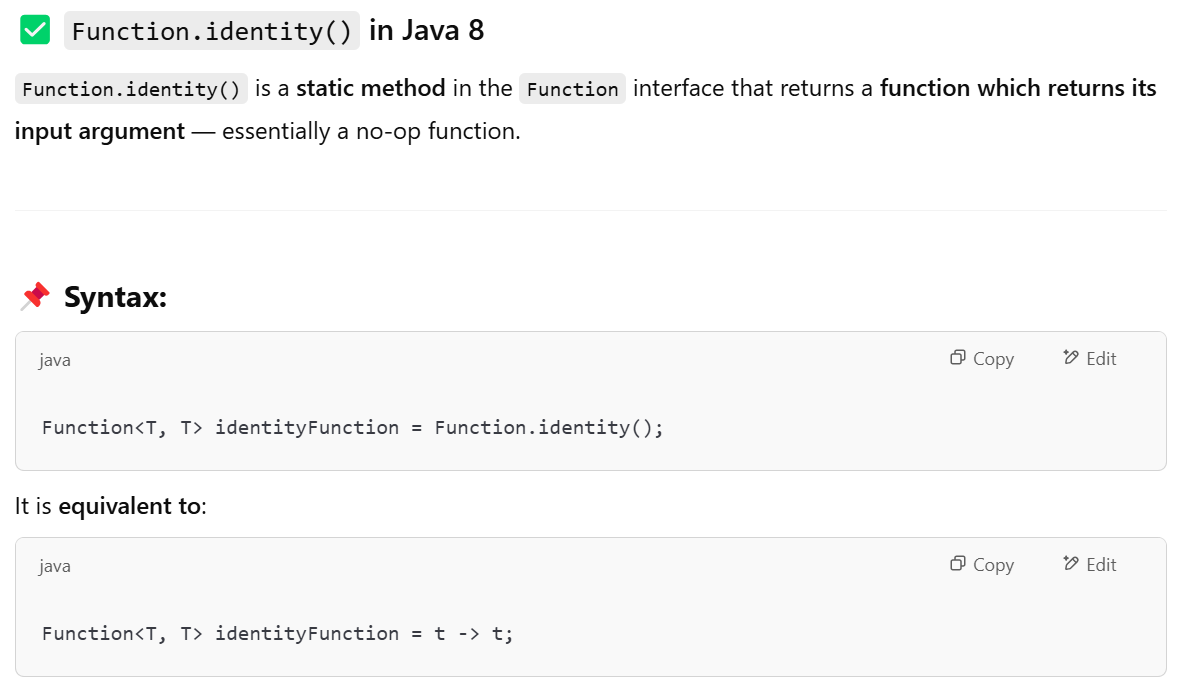 ✅ Function.identity() in Java 8
Function.identity() is a static method in the Function interface that returns a function which returns its
input argument — essentially a no-op function.
📌 Syntax:
java Copy Edit
Function<T, T> identityFunction = Function.identity();
It is equivalent to:
java Copy Edit
Function<T, T> identityFunction = t -> t;